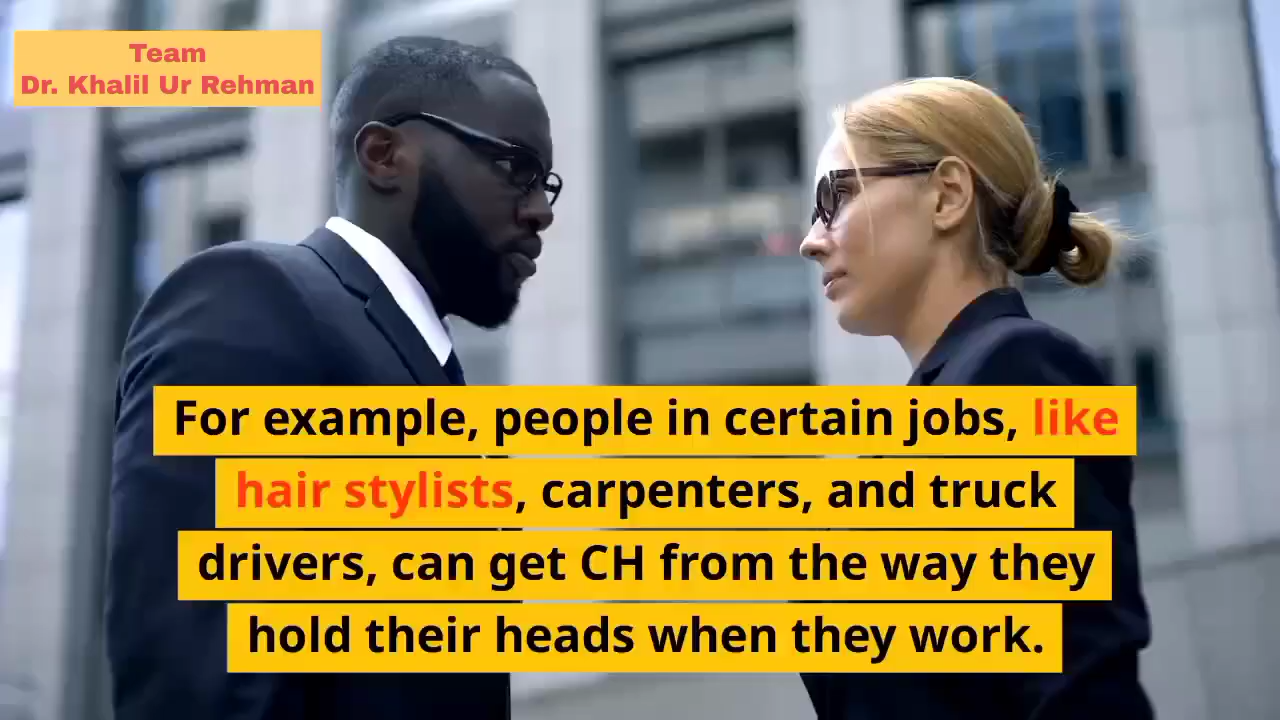 Team
Dr. Khalil Ur Rehman
For example, people in certain jobs, like
hair stylists, carpenters, and truck
drivers, can get CH from the way they
hold their heads when they work.